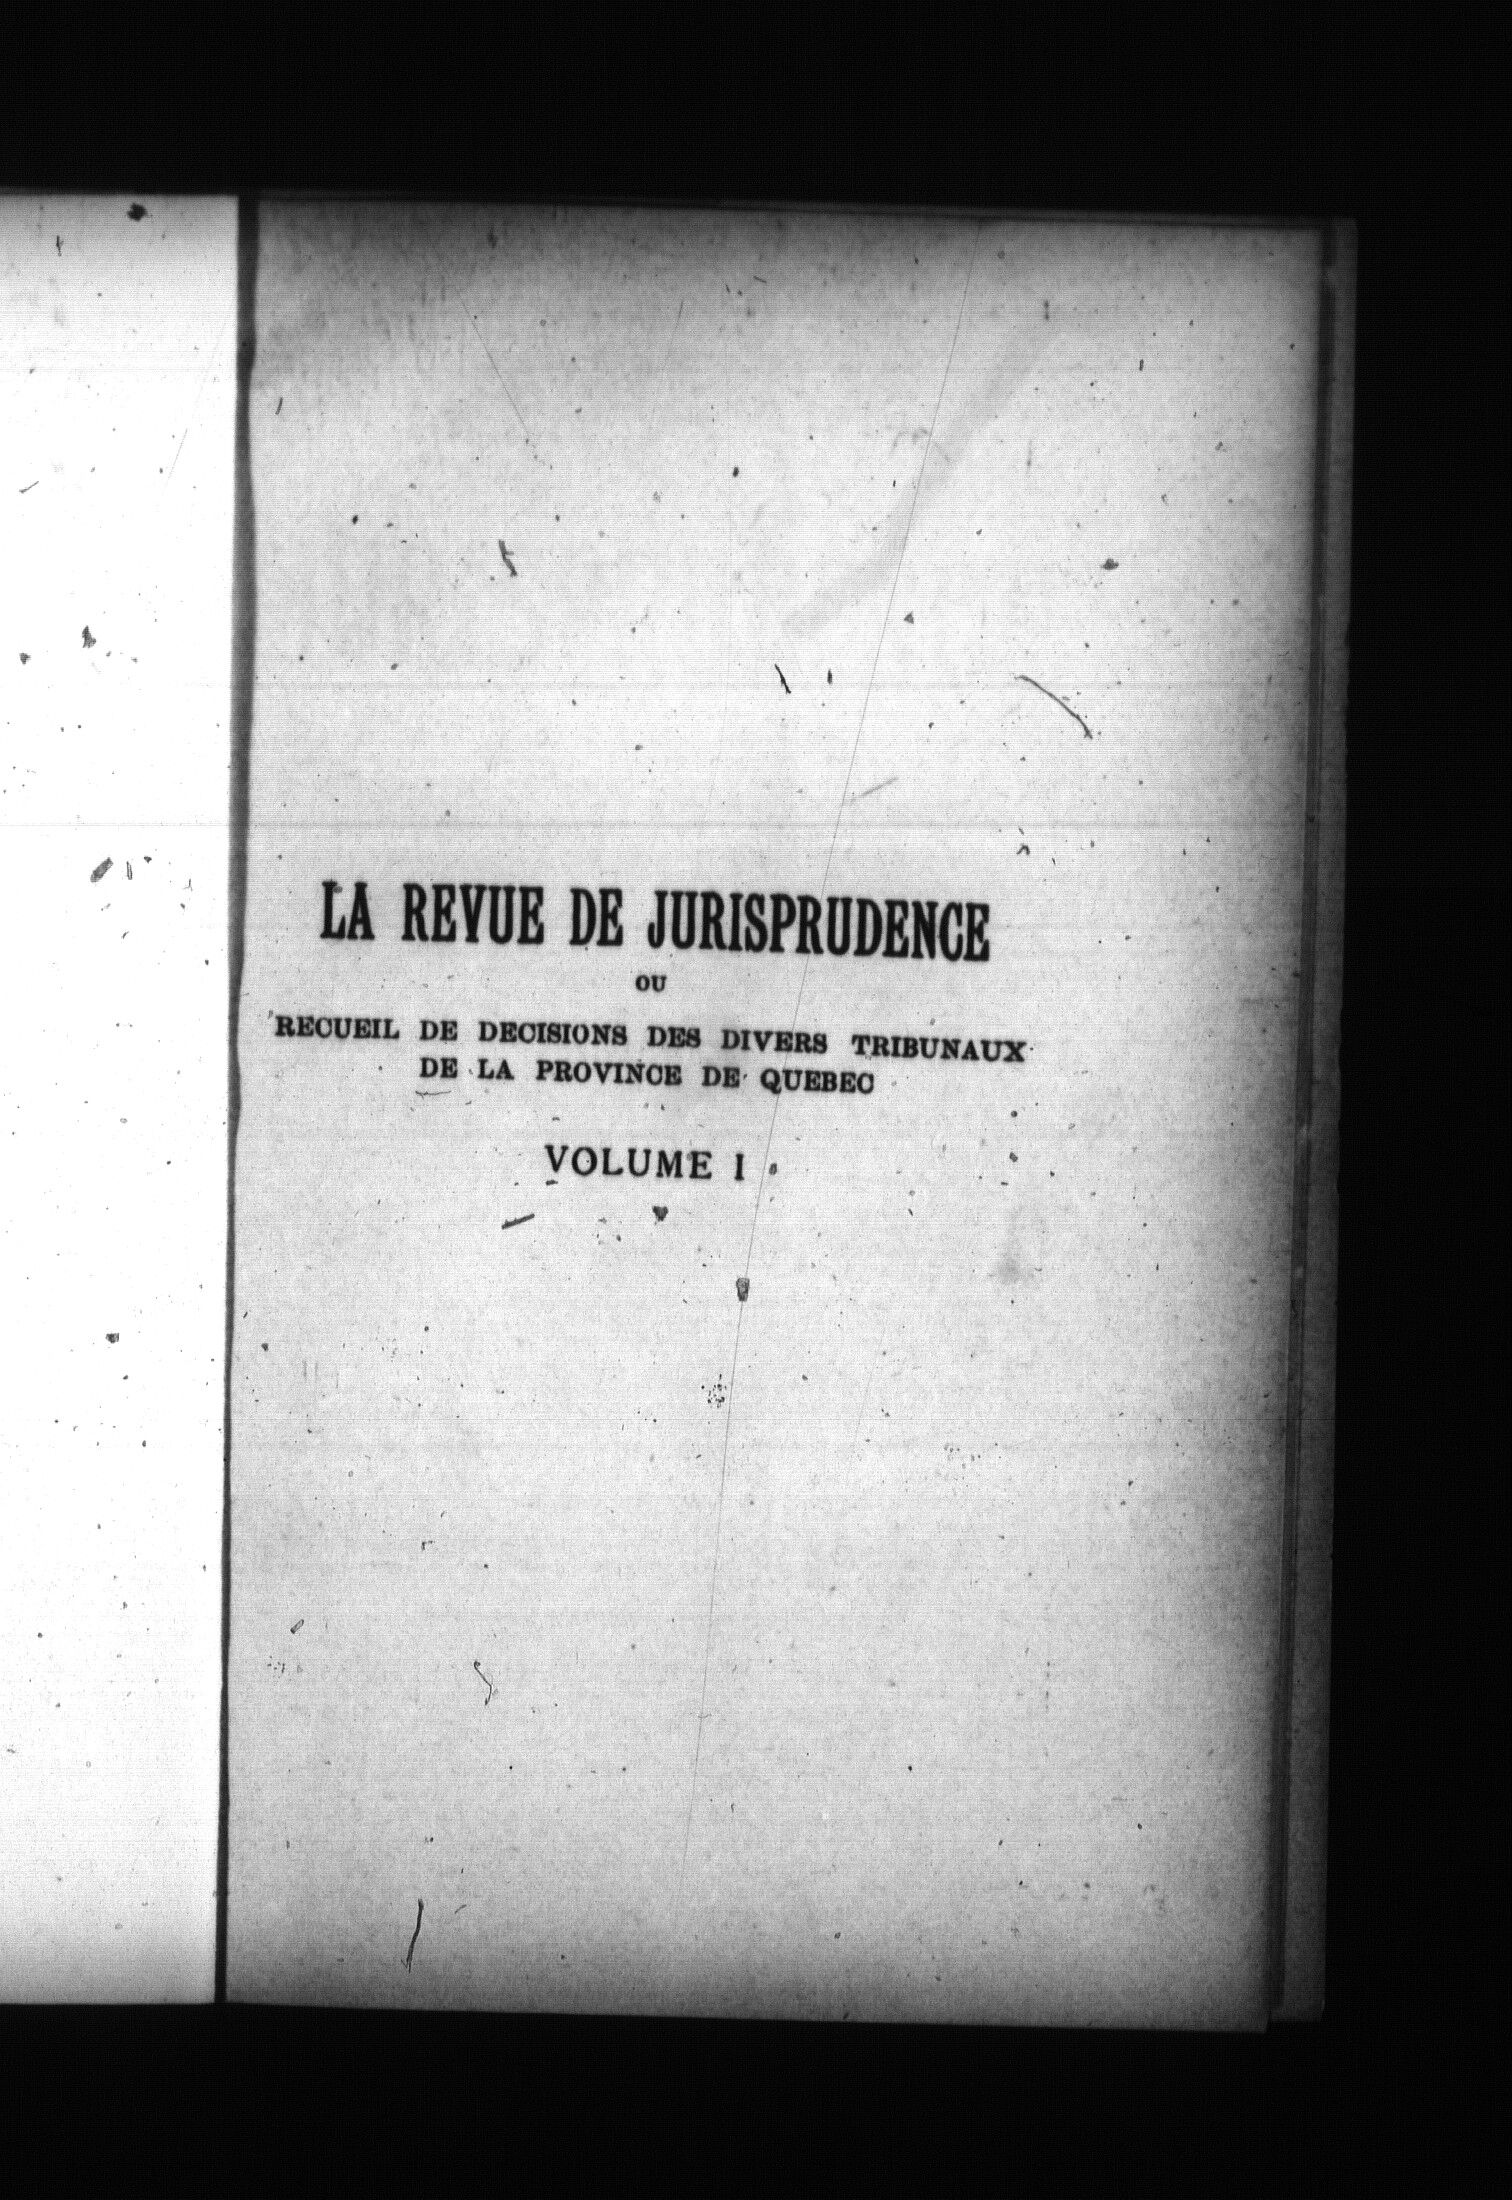 LA REVUE DE JURISPRUDENCE
OU
RECUEIL DE DECISIONS DES DIVERS TRIBUNAUX
DE LA PROVINCE DE QUEBEC
VOLUME I